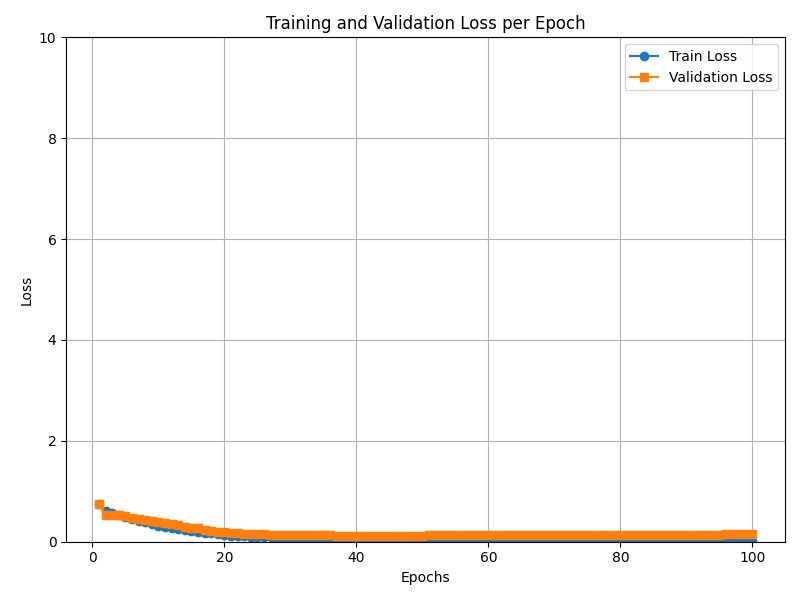 Training and Validation Loss per Epoch
Train Loss
Validation Loss
10
8
6
4
2
0
Loss
0 20 40 60 80 100
Epochs